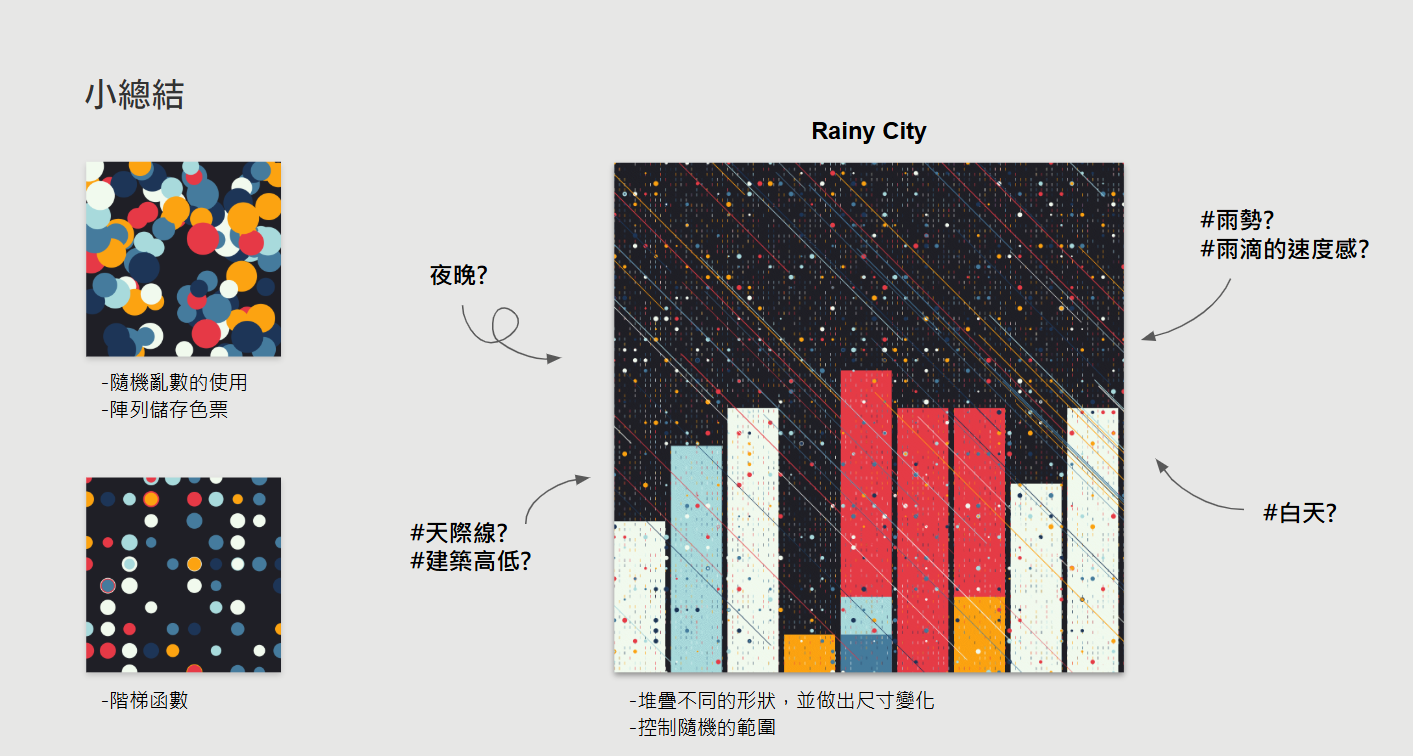 小總結
Rainy City
-隨機亂數的使用
-陣列儲存色票
-階梯函數
夜晚?
#天際線?
#建築高低?
#雨勢?
#雨滴的速度感?
#白天?
-堆疊不同的形狀，並做出尺寸變化
-控制隨機的範圍